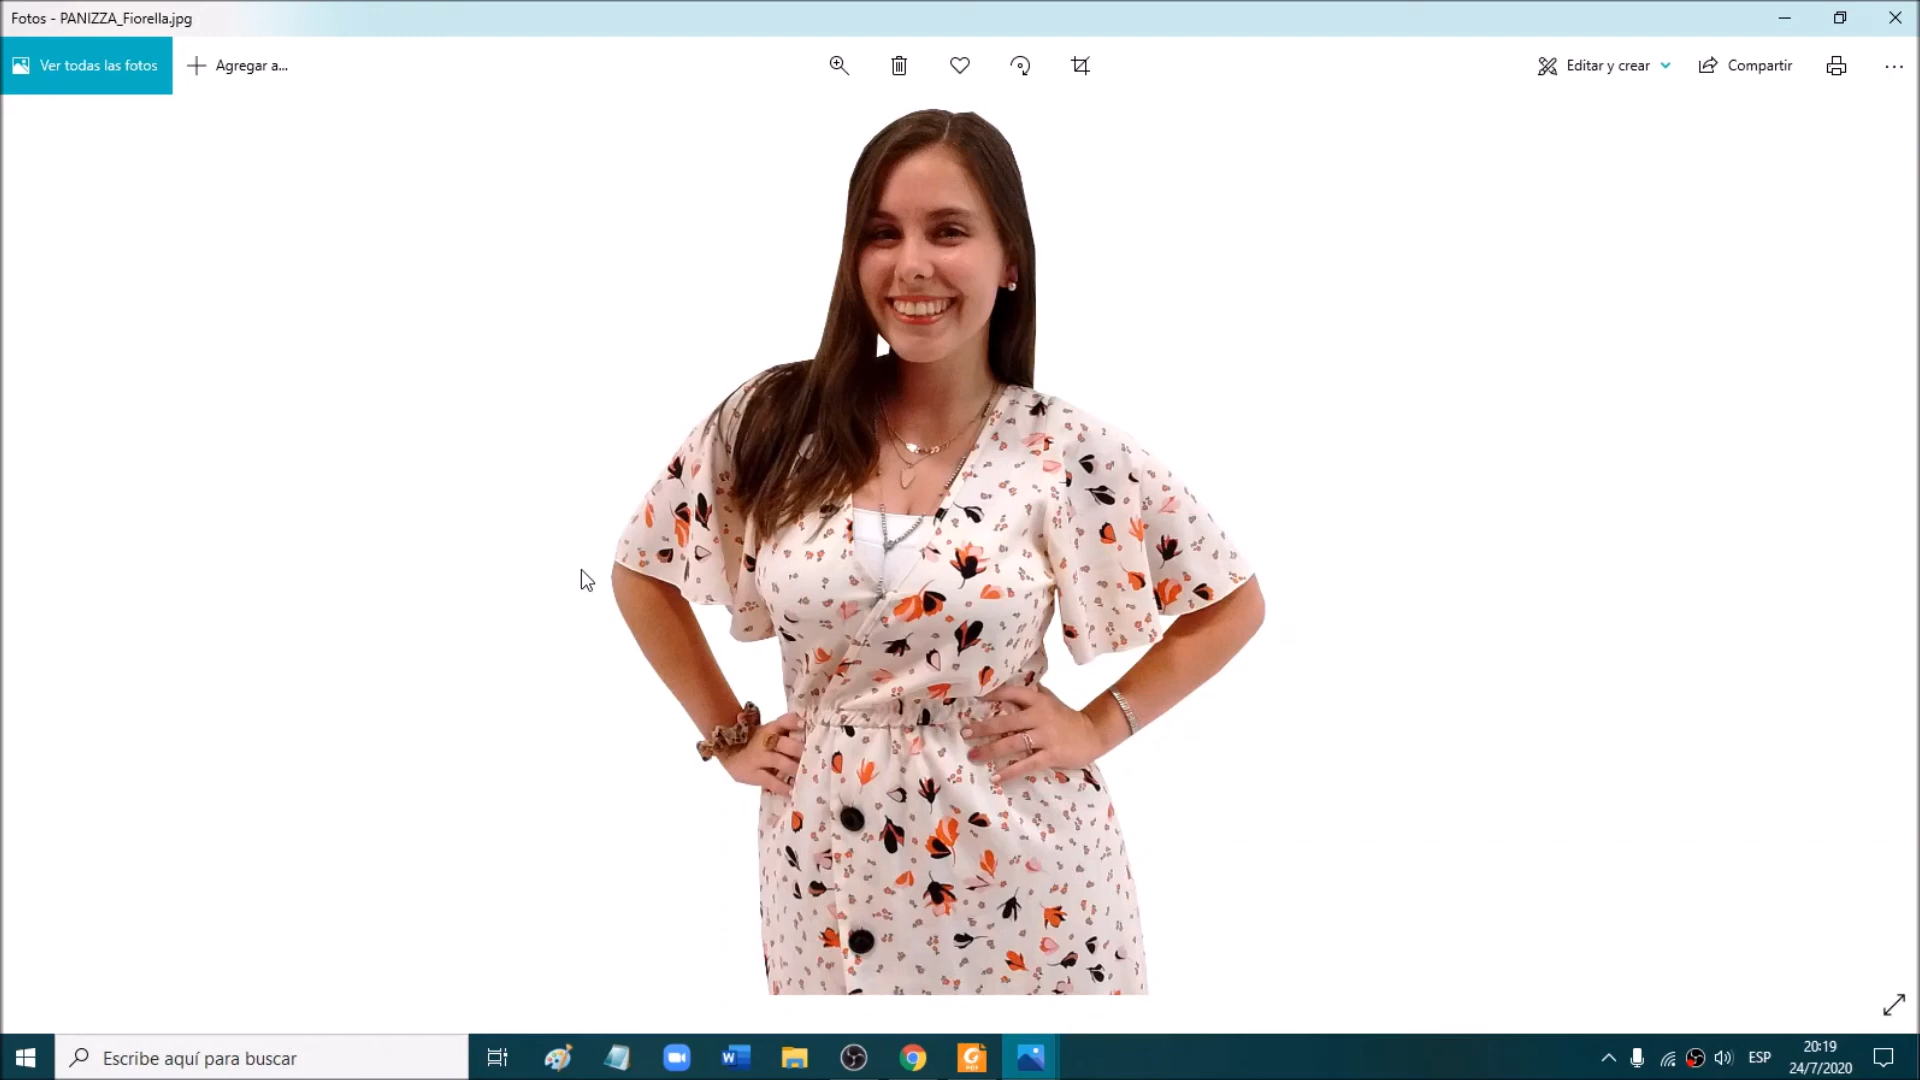 Fotos - PANIZZA_Fiorella.jpg
Ver todas las fotos
Agregar a...
Editar y crear
Compartir
Escribe aquí para buscar
ESP
20:19
24/7/2020